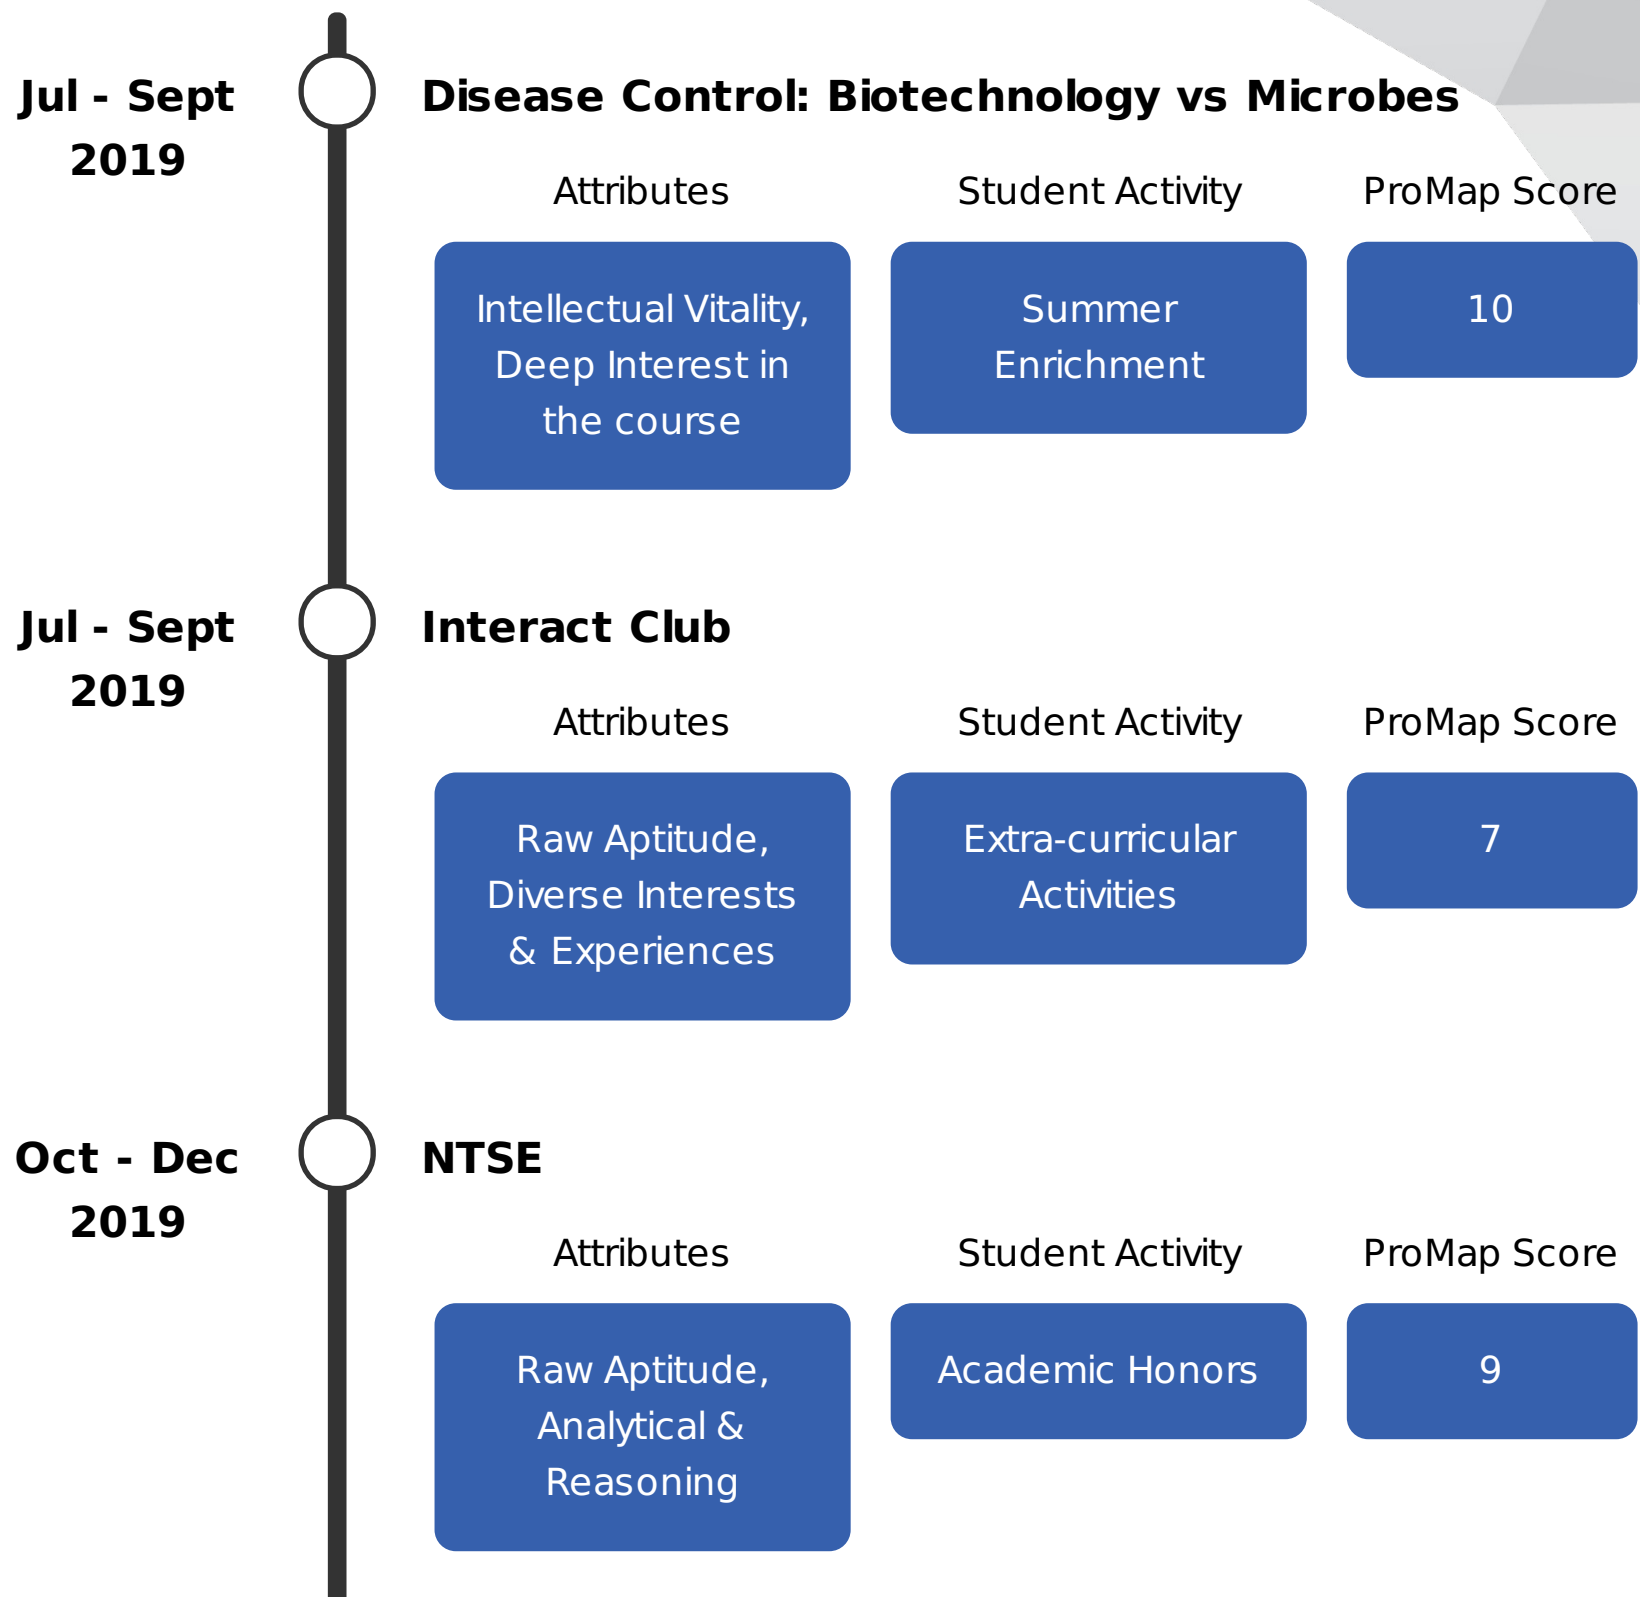 Jul - Sept
2019
Disease Control: Biotechnology vs Microbes
Attributes
Student Activity
ProMap Score
Intellectual Vitality,
Deep Interest in
the course
Summer
Enrichment
10
Jul - Sept
2019
Interact Club
Attributes
Student Activity
ProMap Score
Raw Aptitude,
Diverse Interests
& Experiences
Extra-curricular
Activities
7
Oct - Dec
2019
NTSE
Attributes
Student Activity
ProMap Score
Raw Aptitude,
Analytical &
Reasoning
Academic Honors
9